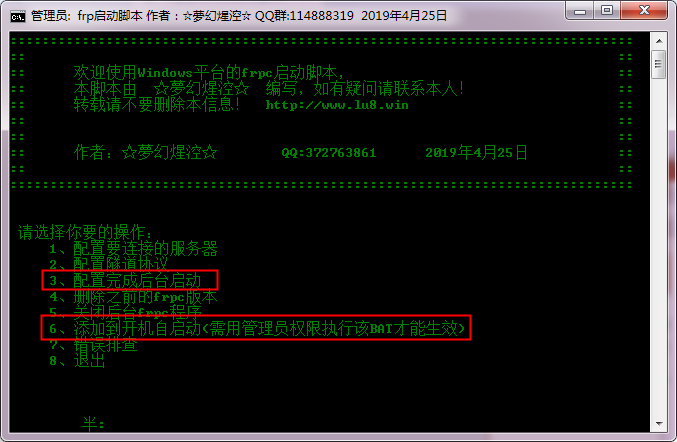 管理员: frp启动脚本 作者：☆夢幻煋涳☆ QQ群:114888319 2019年4月25日
欢迎使用Windows平台的frpc启动脚本,
本脚本由 ☆夢幻煋涳☆ 编写,如有疑问请联系本人!
转载请不要删除本信息! http://www.lu8.win
作者: ☆夢幻煋涳☆ QQ:372763861 2019年4月25日
请选择你要的操作:
1、配置要连接的服务器
2、配置隧道协议
3、配置完成后台启动
4、删除之前的frpc版本
5、关闭后台frpc程序
6、添加到开机自启动(需用管理员权限执行该BAT才能生效)
7、错误排查
8、退出
半: